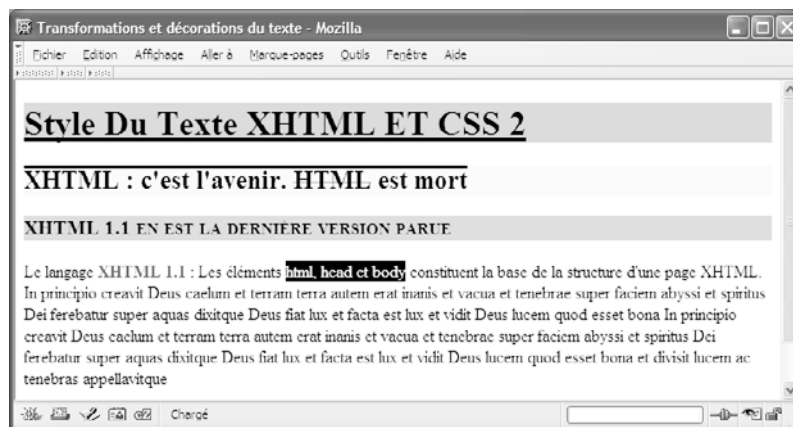 Transformations et décorations du texte - Mozilla
Fichier Edition Affichage Aller à Marque-pages Outils Fenêtre Aide
Style Du Texte XHTML ET CSS 2
XHTML : c'est l'avenir. HTML est mort
XHTML 1.1 EN EST LA DERNIÈRE VERSION PARUE
Le langage XHTML 1.1 : Les éléments html, head et body constituent la base de la structure d'une page XHTML.
In principio creavit Deus caelum et terram terra autem erat inanis et vacua et tenebrae super faciem abyssi et spiritus
Dei ferebatur super aquas dixitque Deus fiat lux et facta est lux et vidit Deus lucem quod esset bona In principio
creavit Deus caelum et terram terra autem erat inanis et vacua et tenebrae super faciem abyssi et spiritus Dei
ferebatur super aquas dixitque Deus fiat lux et facta est lux et vidit Deus lucem quod esset bona et divisit lucem ac
tenebras appellavitque
Chargé